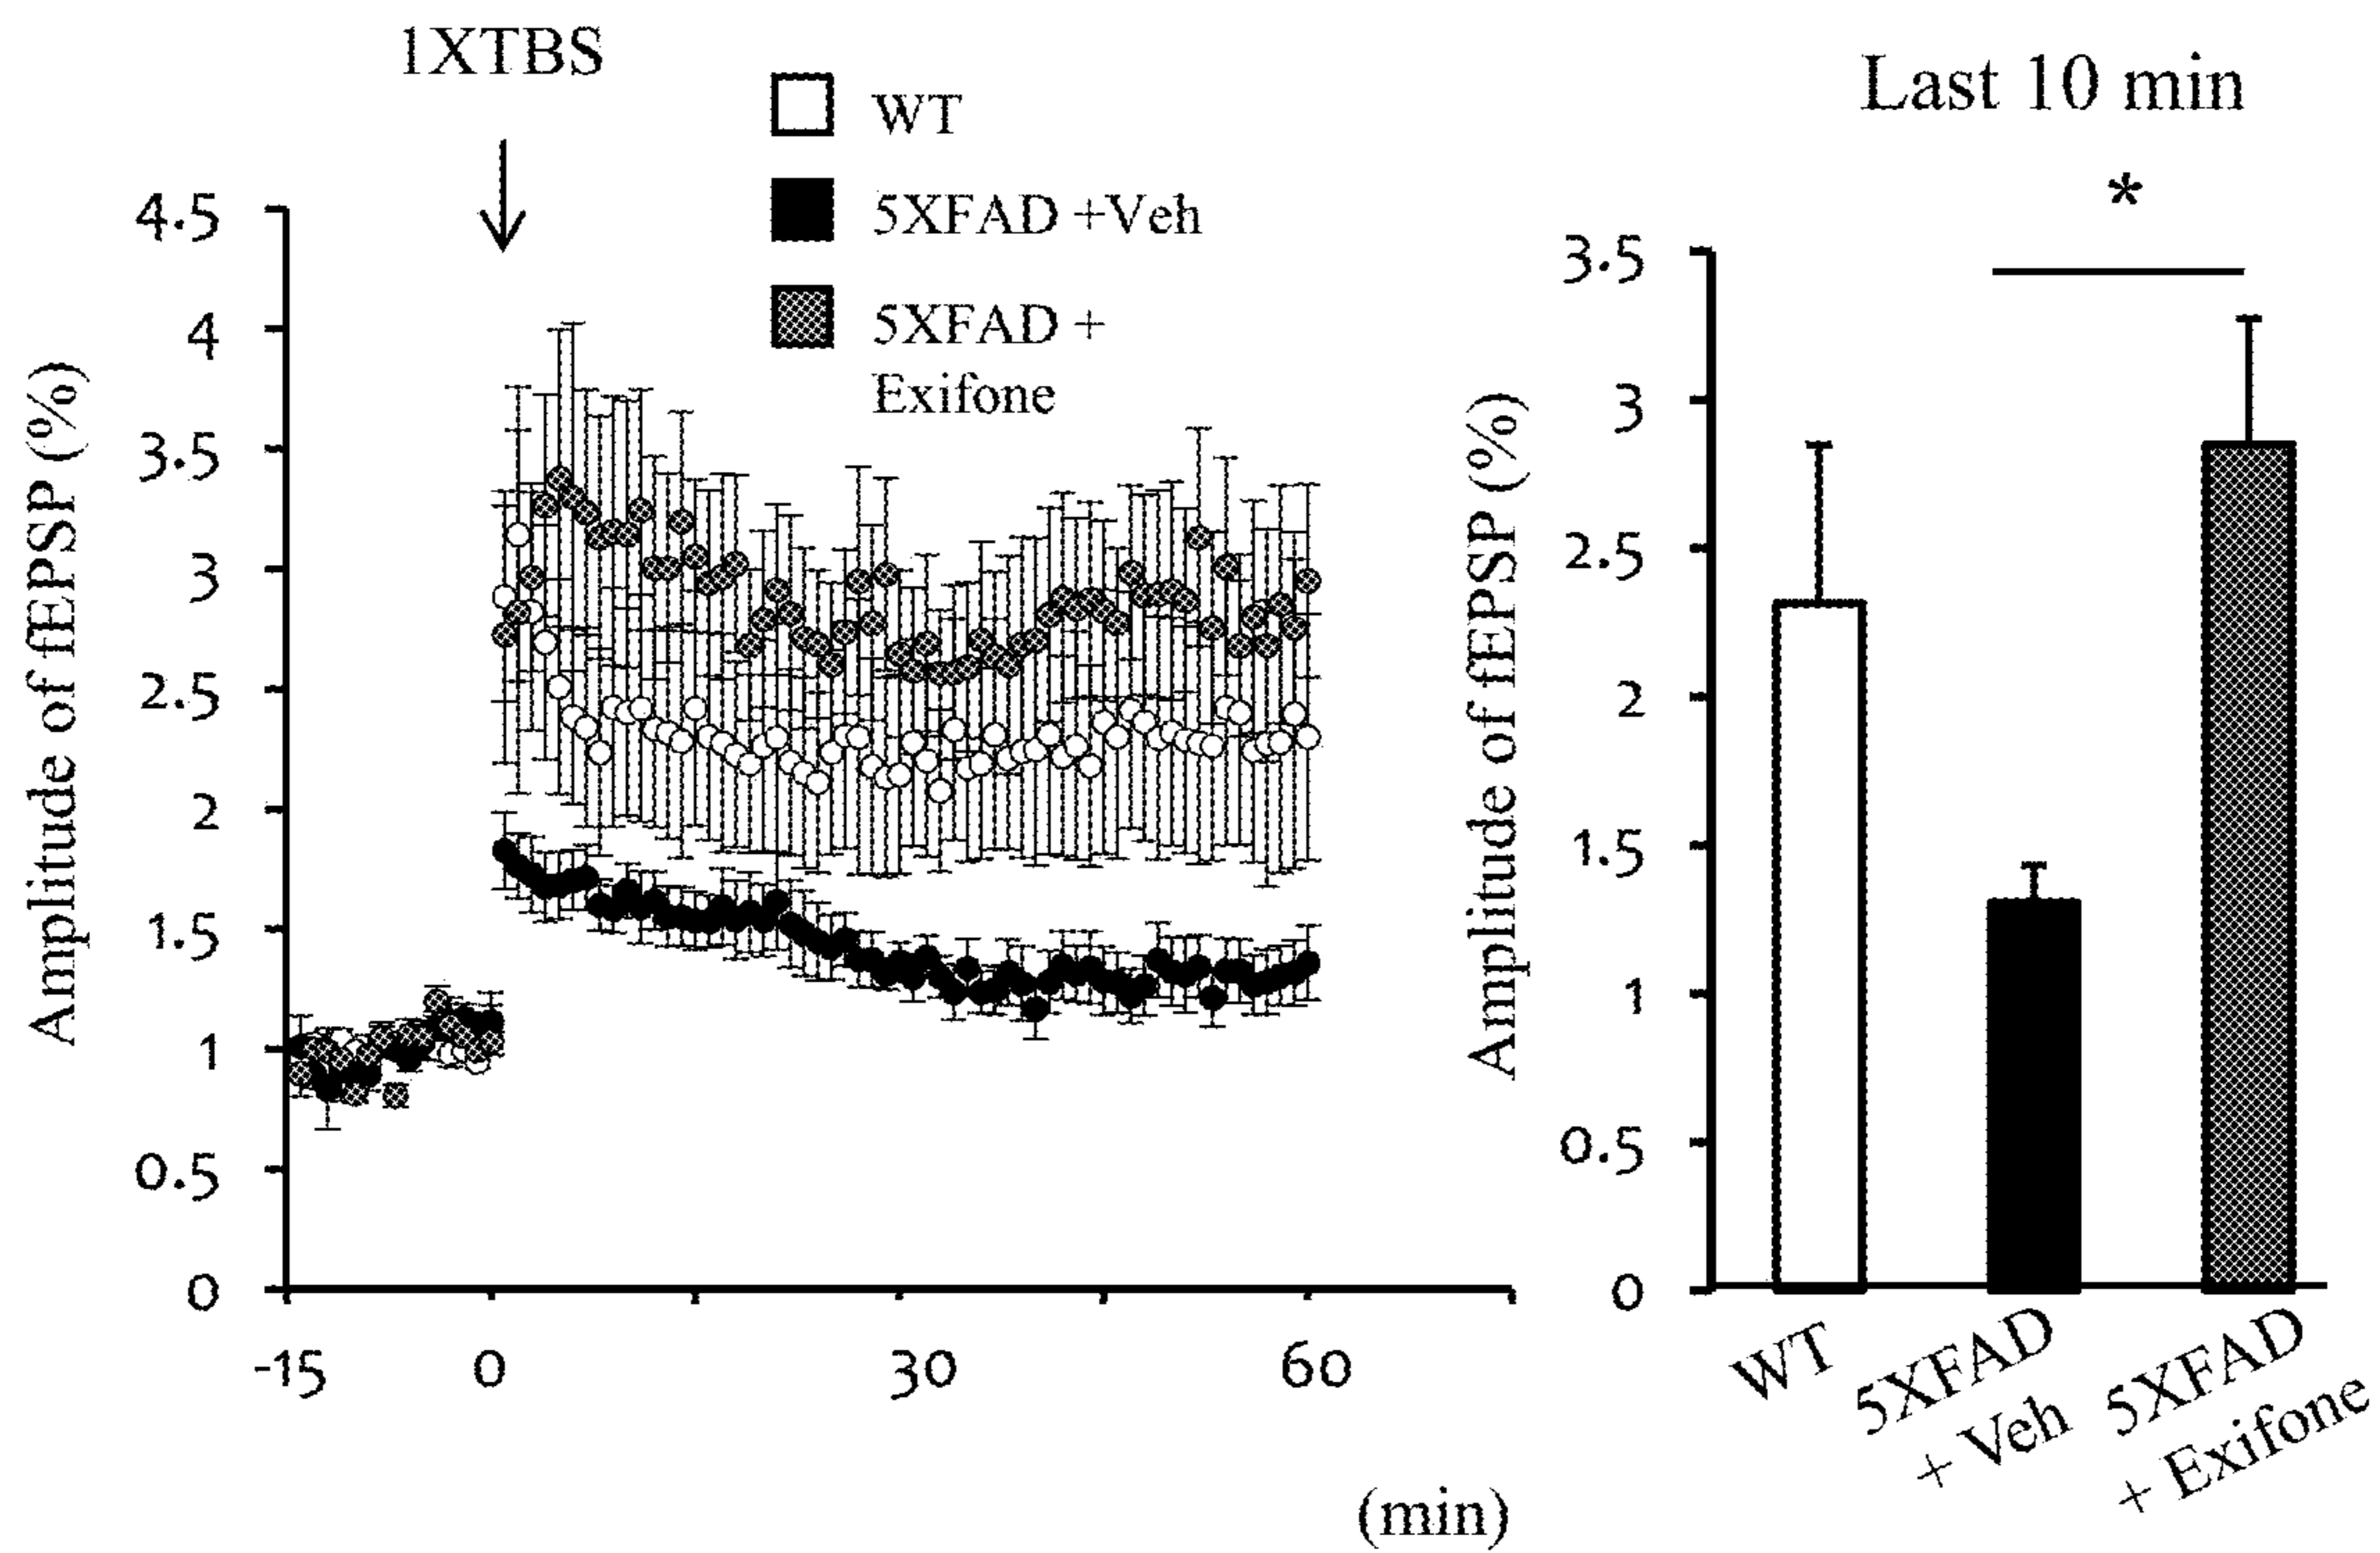 1XTBS
WT
5XFAD +Veh
5XFAD +
Exifone
Amplitude of fEPSP (%)
4.5
4
3.5
3
2.5
2
1.5
1
0.5
0
-15 0 30 60
(min)
Last 10 min
*
Amplitude of fEPSP (%)
3.5
3
2.5
2
1.5
1
0.5
0
WT
5XFAD
+ Veh
5XFAD
+ Exifone